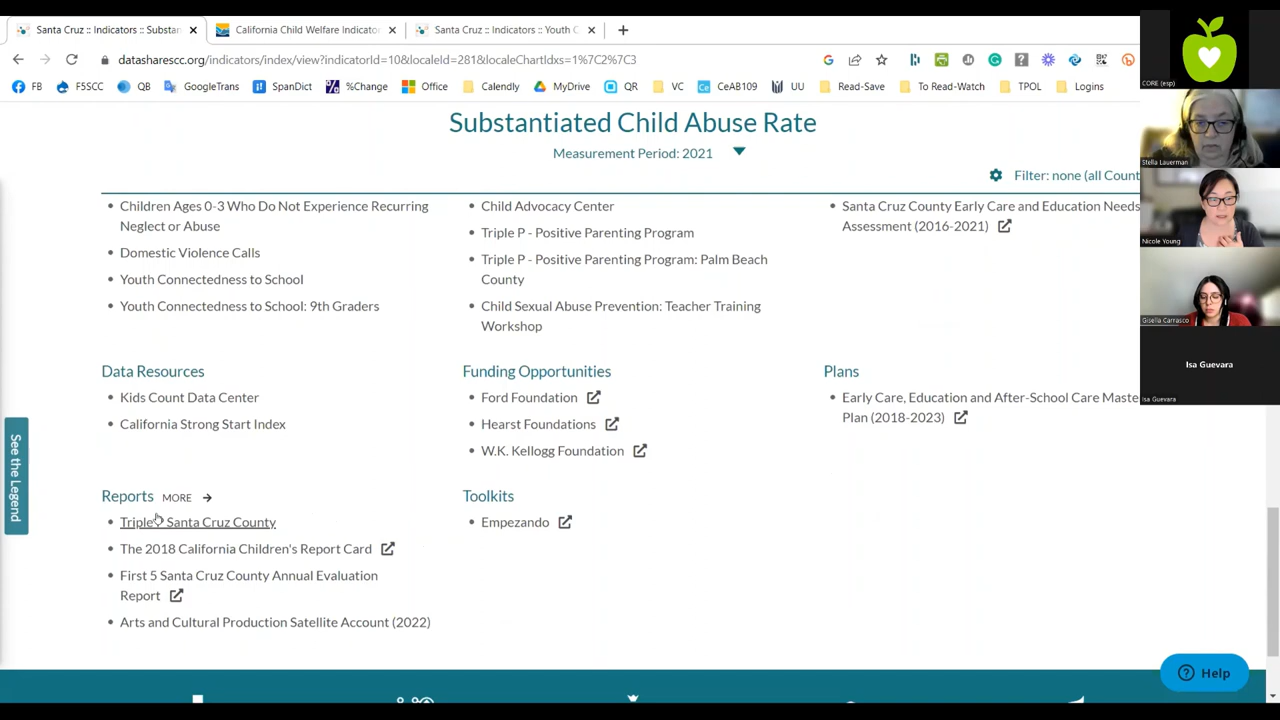 Santa Cruz :: Indicators :: Substan
California Child Welfare Indicator
Santa Cruz :: Indicators :: Youth C
datasharescc.org/indicators/index/view?indicatorId=10&localeId=281&localeChartIdxs=1%7C2%7C3
FB
F5SCC
QB
GoogleTrans
SpanDict
%Change
Office
Calendly
MyDrive
QR
VC
CeAB109
UU
Read-Save
To Read-Watch
TPOL
Logins
Substantiated Child Abuse Rate
Measurement Period: 2021
Filter: none (all Count
Children Ages 0-3 Who Do Not Experience Recurring
Neglect or Abuse
Domestic Violence Calls
Youth Connectedness to School
Youth Connectedness to School: 9th Graders
Child Advocacy Center
Triple P - Positive Parenting Program
Triple P - Positive Parenting Program: Palm Beach
County
Child Sexual Abuse Prevention: Teacher Training
Workshop
Santa Cruz County Early Care and Education Needs
Assessment (2016-2021)
Data Resources
Kids Count Data Center
California Strong Start Index
Funding Opportunities
Ford Foundation
Hearst Foundations
W.K. Kellogg Foundation
Plans
Early Care, Education and After-School Care Maste
Plan (2018-2023)
Reports MORE
Triple Santa Cruz County
The 2018 California Children's Report Card
First 5 Santa Cruz County Annual Evaluation
Report
Arts and Cultural Production Satellite Account (2022)
Toolkits
Empezando
See the Legend
Help
CORE (esp)
Stella Lauerman
Nicole Young
Gisella Carrasco
Isa Guevara
Isa Guevara